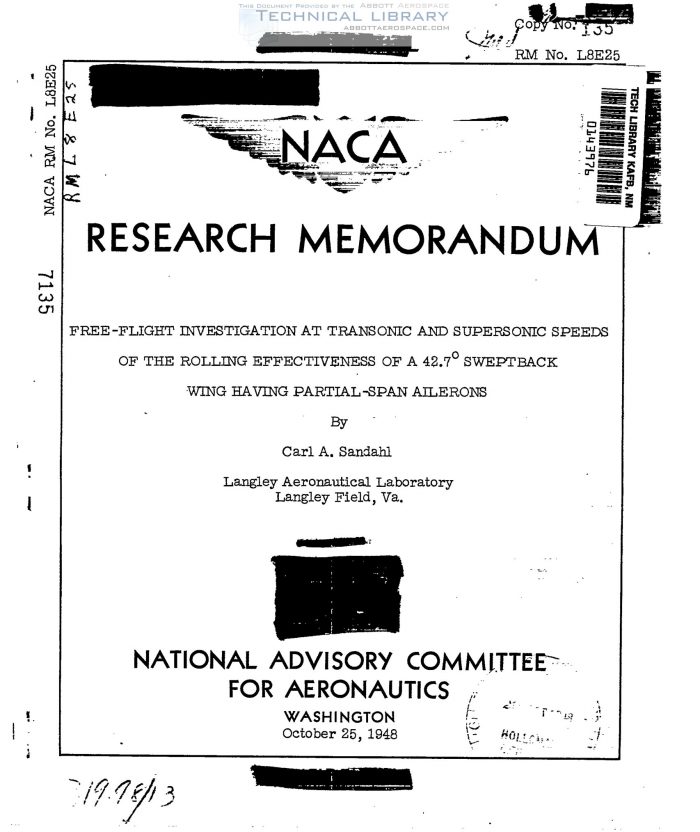 THIS DOCUMENT PROVIDED BY THE ABBOTT AEROSPACE
TECHNICAL LIBRARY
ABBOTTAEROSPACE.COM
Copy No. 135
RM No. L8E25
NACA RM No. L8E25
RM L8E25
7135
TECH LIBRARY KAFB, NM
0143976
NACA
RESEARCH MEMORANDUM
FREE-FLIGHT INVESTIGATION AT TRANSONIC AND SUPERSONIC SPEEDS
OF THE ROLLING EFFECTIVENESS OF A 42.7° SWEPTBACK
WING HAVING PARTIAL-SPAN AILERONS
By
Carl A. Sandahl
Langley Aeronautical Laboratory
Langley Field, Va.
NATIONAL ADVISORY COMMITTEE
FOR AERONAUTICS
WASHINGTON
October 25, 1948